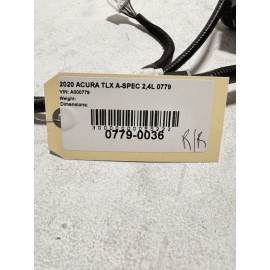 2020 ACURA TLX A-SPEC 2,4L 0779
VIN: A000779
Weight:
Dimensions:
0779-0036
R/R